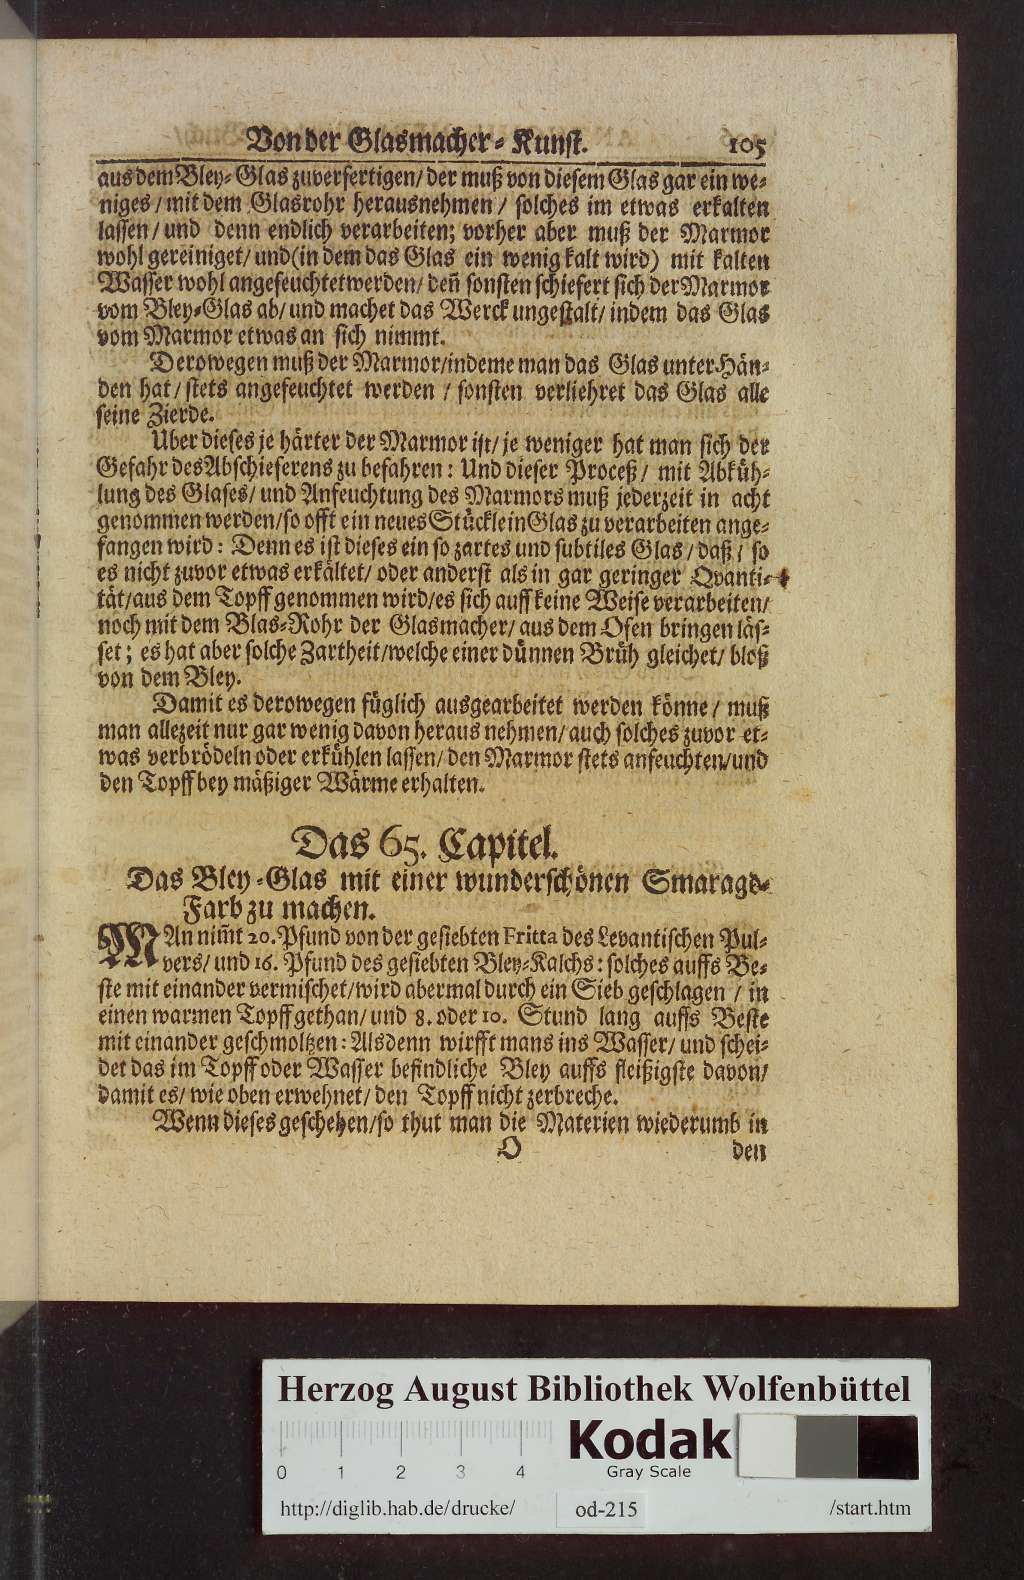 Von der Glasmacher-Kunst. 105
aus dem Bley-Glas zuverfertigen/ der muß von diesem Glas gar ein we-
niges/ mit dem Glasrohr herausnehmen/ solches im etwas erkalten
lassen/ und denn endlich verarbeiten; vorher aber muß der Marmor
wohl gereiniget/ und (in dem das Glas ein wenig kalt wird) mit kalten
Wasser wohl angefeuchtet werden/ deñ sonsten schiefert sich der Marmor
vom Bley-Glas ab/ und machet das Werck ungestalt/ indem das Glas
vom Marmor etwas an sich nimmt.
Derowegen muß der Marmor/ indeme man das Glas unter Hän-
den hat/ stets angefeuchtet werden/ sonsten verliehret das Glas alle
seine Zierde.
Uber dieses je härter der Marmor ist/ je weniger hat man sich der
Gefahr des Abschieferens zu befahren: Und dieser Proceß/ mit Abküh-
lung des Glases/ und Anfeuchtung des Marmors muß jederzeit in acht
genommen werden/ so offt ein neues Stücklein Glas zu verarbeiten ange-
fangen wird: Denn es ist dieses ein so zartes und subtiles Glas/ daß/ so
es nicht zuvor etwas erkältet/ oder anderst als in gar geringer Qvanti-
tät/ aus dem Topff genommen wird/ es sich auff keine Weise verarbeiten/
noch mit dem Blas-Rohr der Glasmacher/ aus dem Ofen bringen läs-
set; es hat aber solche Zartheit/ welche einer dünnen Brüh gleichet/ bloß
von dem Bley.
Damit es derowegen füglich ausgearbeitet werden könne/ muß
man allezeit nur gar wenig davon heraus nehmen/ auch solches zuvor et-
was verbrödeln oder erkühlen lassen/ den Marmor stets anfeuchten/ und
den Topff bey mäßiger Wärme erhalten.
Das 65. Capitel.
Das Bley-Glas mit einer wunderschönen Smaragd-
Farb zu machen.
MAn nim̃t 20. Pfund von der gesiebten Fritta des Levantischen Pul-
vers/ und 16. Pfund des gesiebten Bley-Kalchs: solches auffs Be-
ste mit einander vermischet/ wird abermal durch ein Sieb geschlagen/ in
einen warmen Topff gethan/ und 8. oder 10. Stund lang auffs Beste
mit einander geschmoltzen: Alsdenn wirfft mans ins Wasser/ und schei-
det das im Topff oder Wasser befindliche Bley auffs fleißigste davon/
damit es/ wie oben erwehnet/ den Topff nicht zerbreche.
Wenn dieses geschehen/ so thut man die Materien wiederumb in
O den
Herzog August Bibliothek Wolfenbüttel
0 1 2 3 4
Kodak
Gray Scale
http://diglib.hab.de/drucke/ od-215 /start.htm